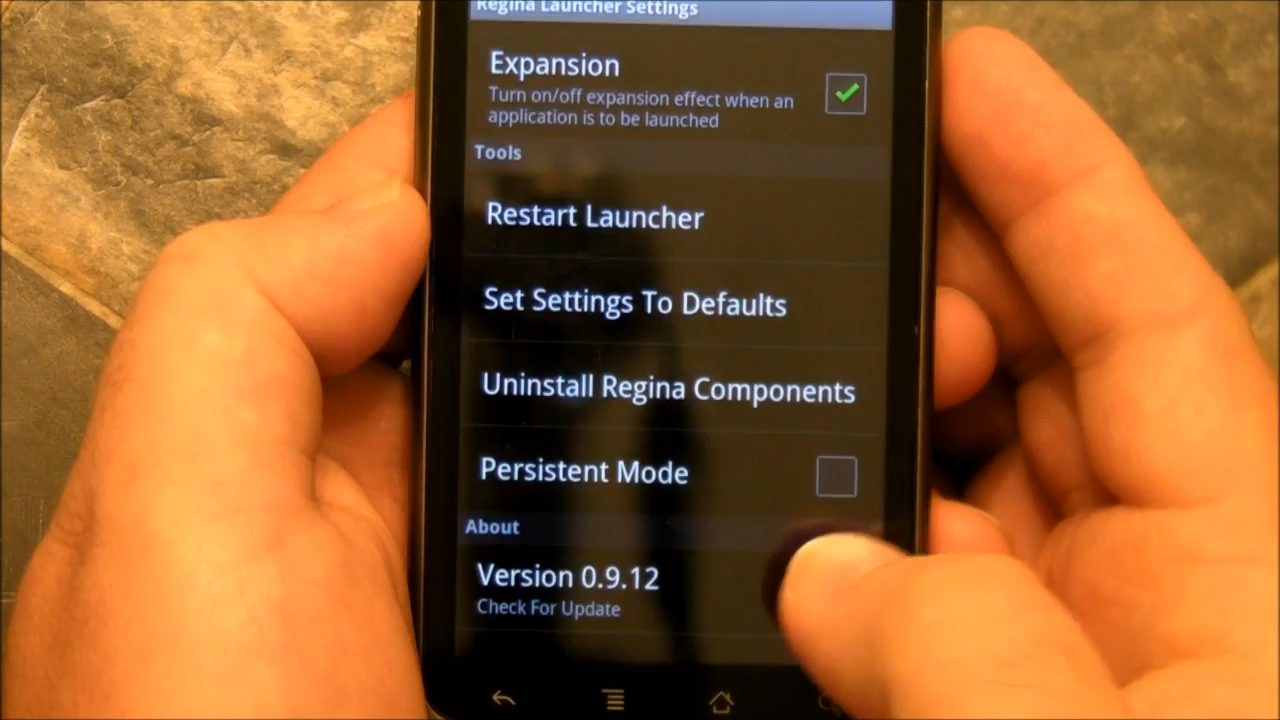 Regina Launcher Settings
Expansion
Turn on/off expansion effect when an
application is to be launched
Tools
Restart Launcher
Set Settings To Defaults
Uninstall Regina Components
Persistent Mode
About
Version 0.9.12
Check For Update